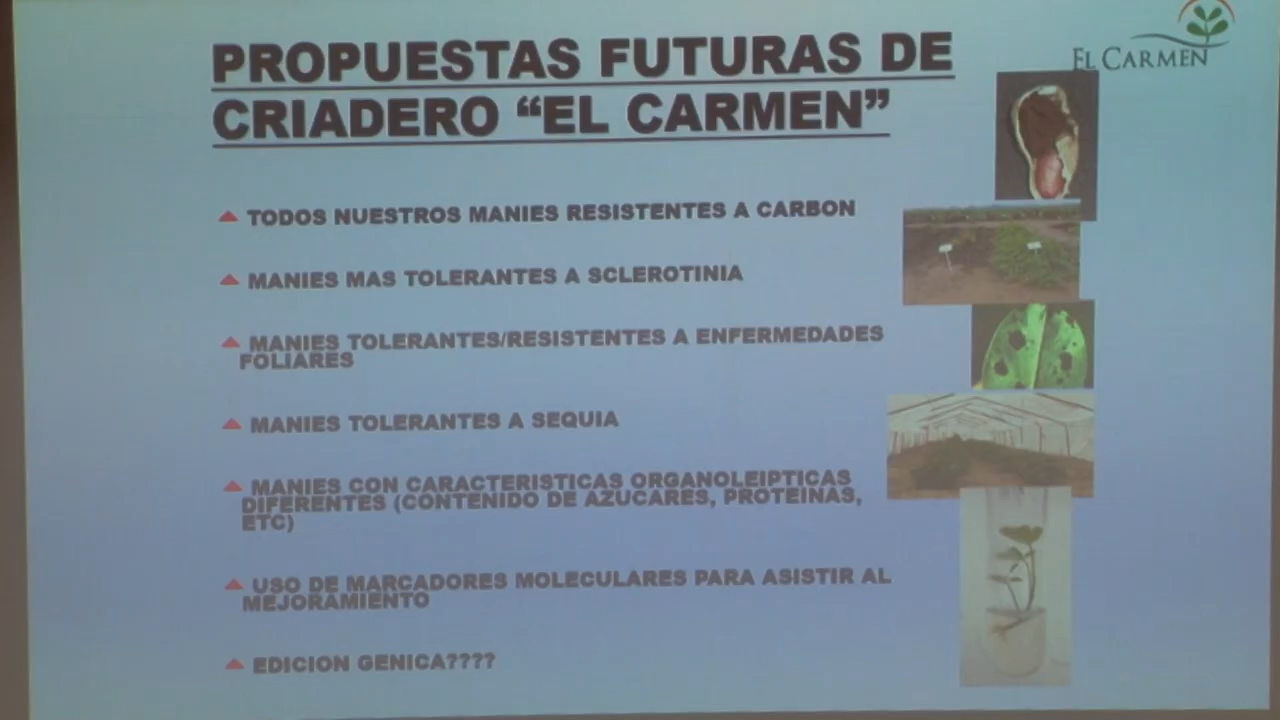 EL CARMEN
PROPUESTAS FUTURAS DE
CRIADERO “EL CARMEN”
TODOS NUESTROS MANIES RESISTENTES A CARBON
MANIES MAS TOLERANTES A SCLEROTINIA
MANIES TOLERANTES/RESISTENTES A ENFERMEDADES
FOLIARES
MANIES TOLERANTES A SEQUIA
MANIES CON CARACTERISTICAS ORGANOLEIPTICAS
DIFERENTES (CONTENIDO DE AZUCARES, PROTEINAS,
ETC)
USO DE MARCADORES MOLECULARES PARA ASISTIR AL
MEJORAMIENTO
EDICION GENICA????